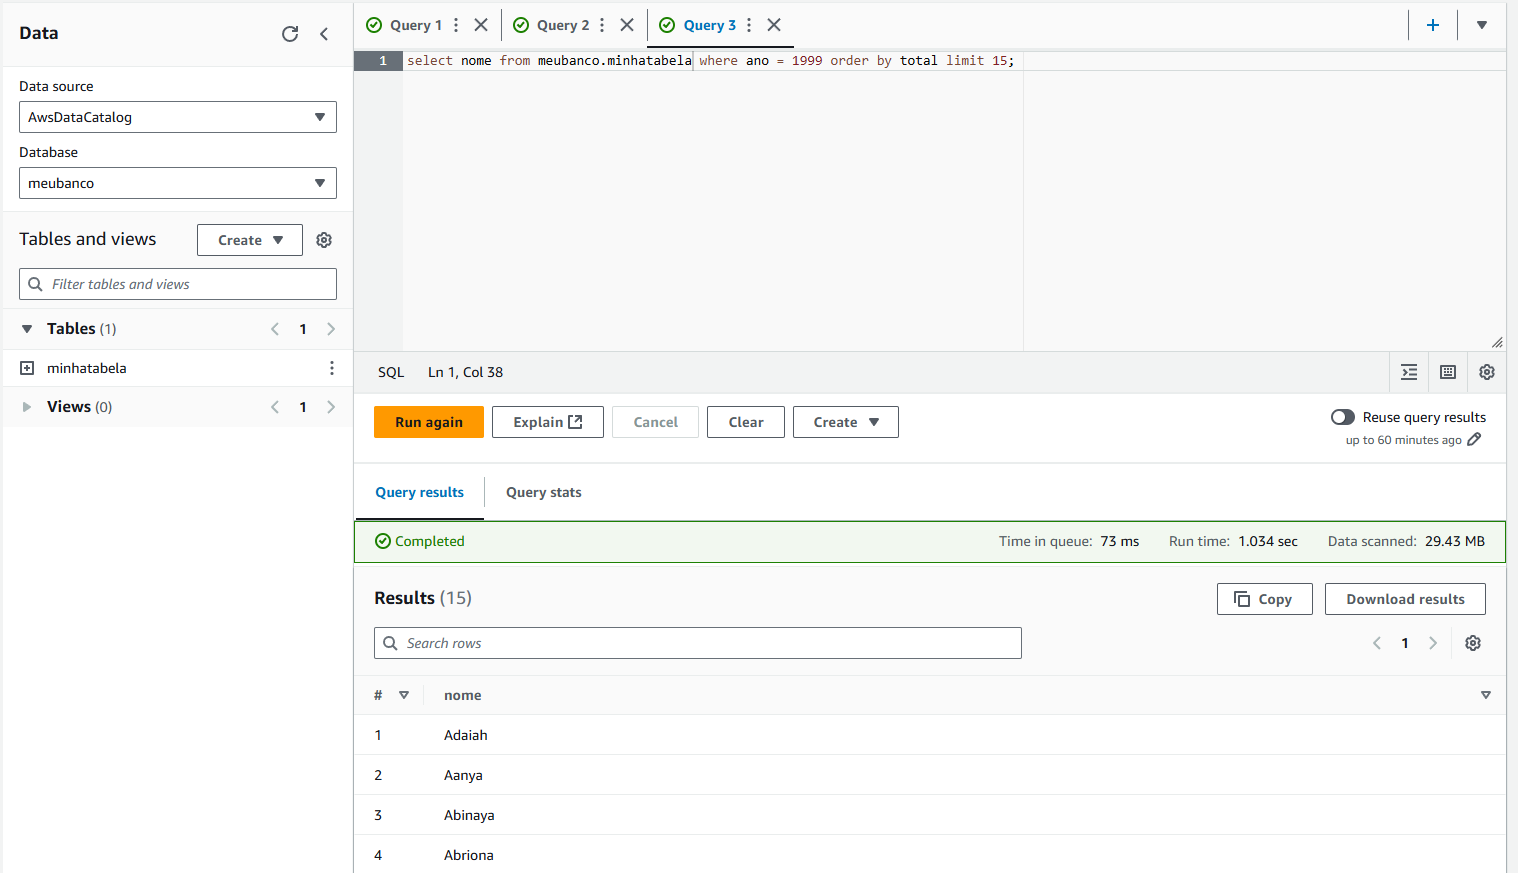 Data
Data source
AwsDataCatalog
Database
meubanco
Tables and views
Create
Filter tables and views
Tables (1)
1
minhatabela
Views (0)
1
Query 1
Query 2
Query 3
1 select nome from meubanco.minhatabela where ano = 1999 order by total limit 15;
SQL Ln 1, Col 38
Run again Explain Cancel Clear Create
Reuse query results
up to 60 minutes ago
Query results Query stats
Completed Time in queue: 73 ms Run time: 1.034 sec Data scanned: 29.43 MB
Results (15)
Copy Download results
Search rows
1
# nome
1 Adaiah
2 Aanya
3 Abinaya
4 Abriona